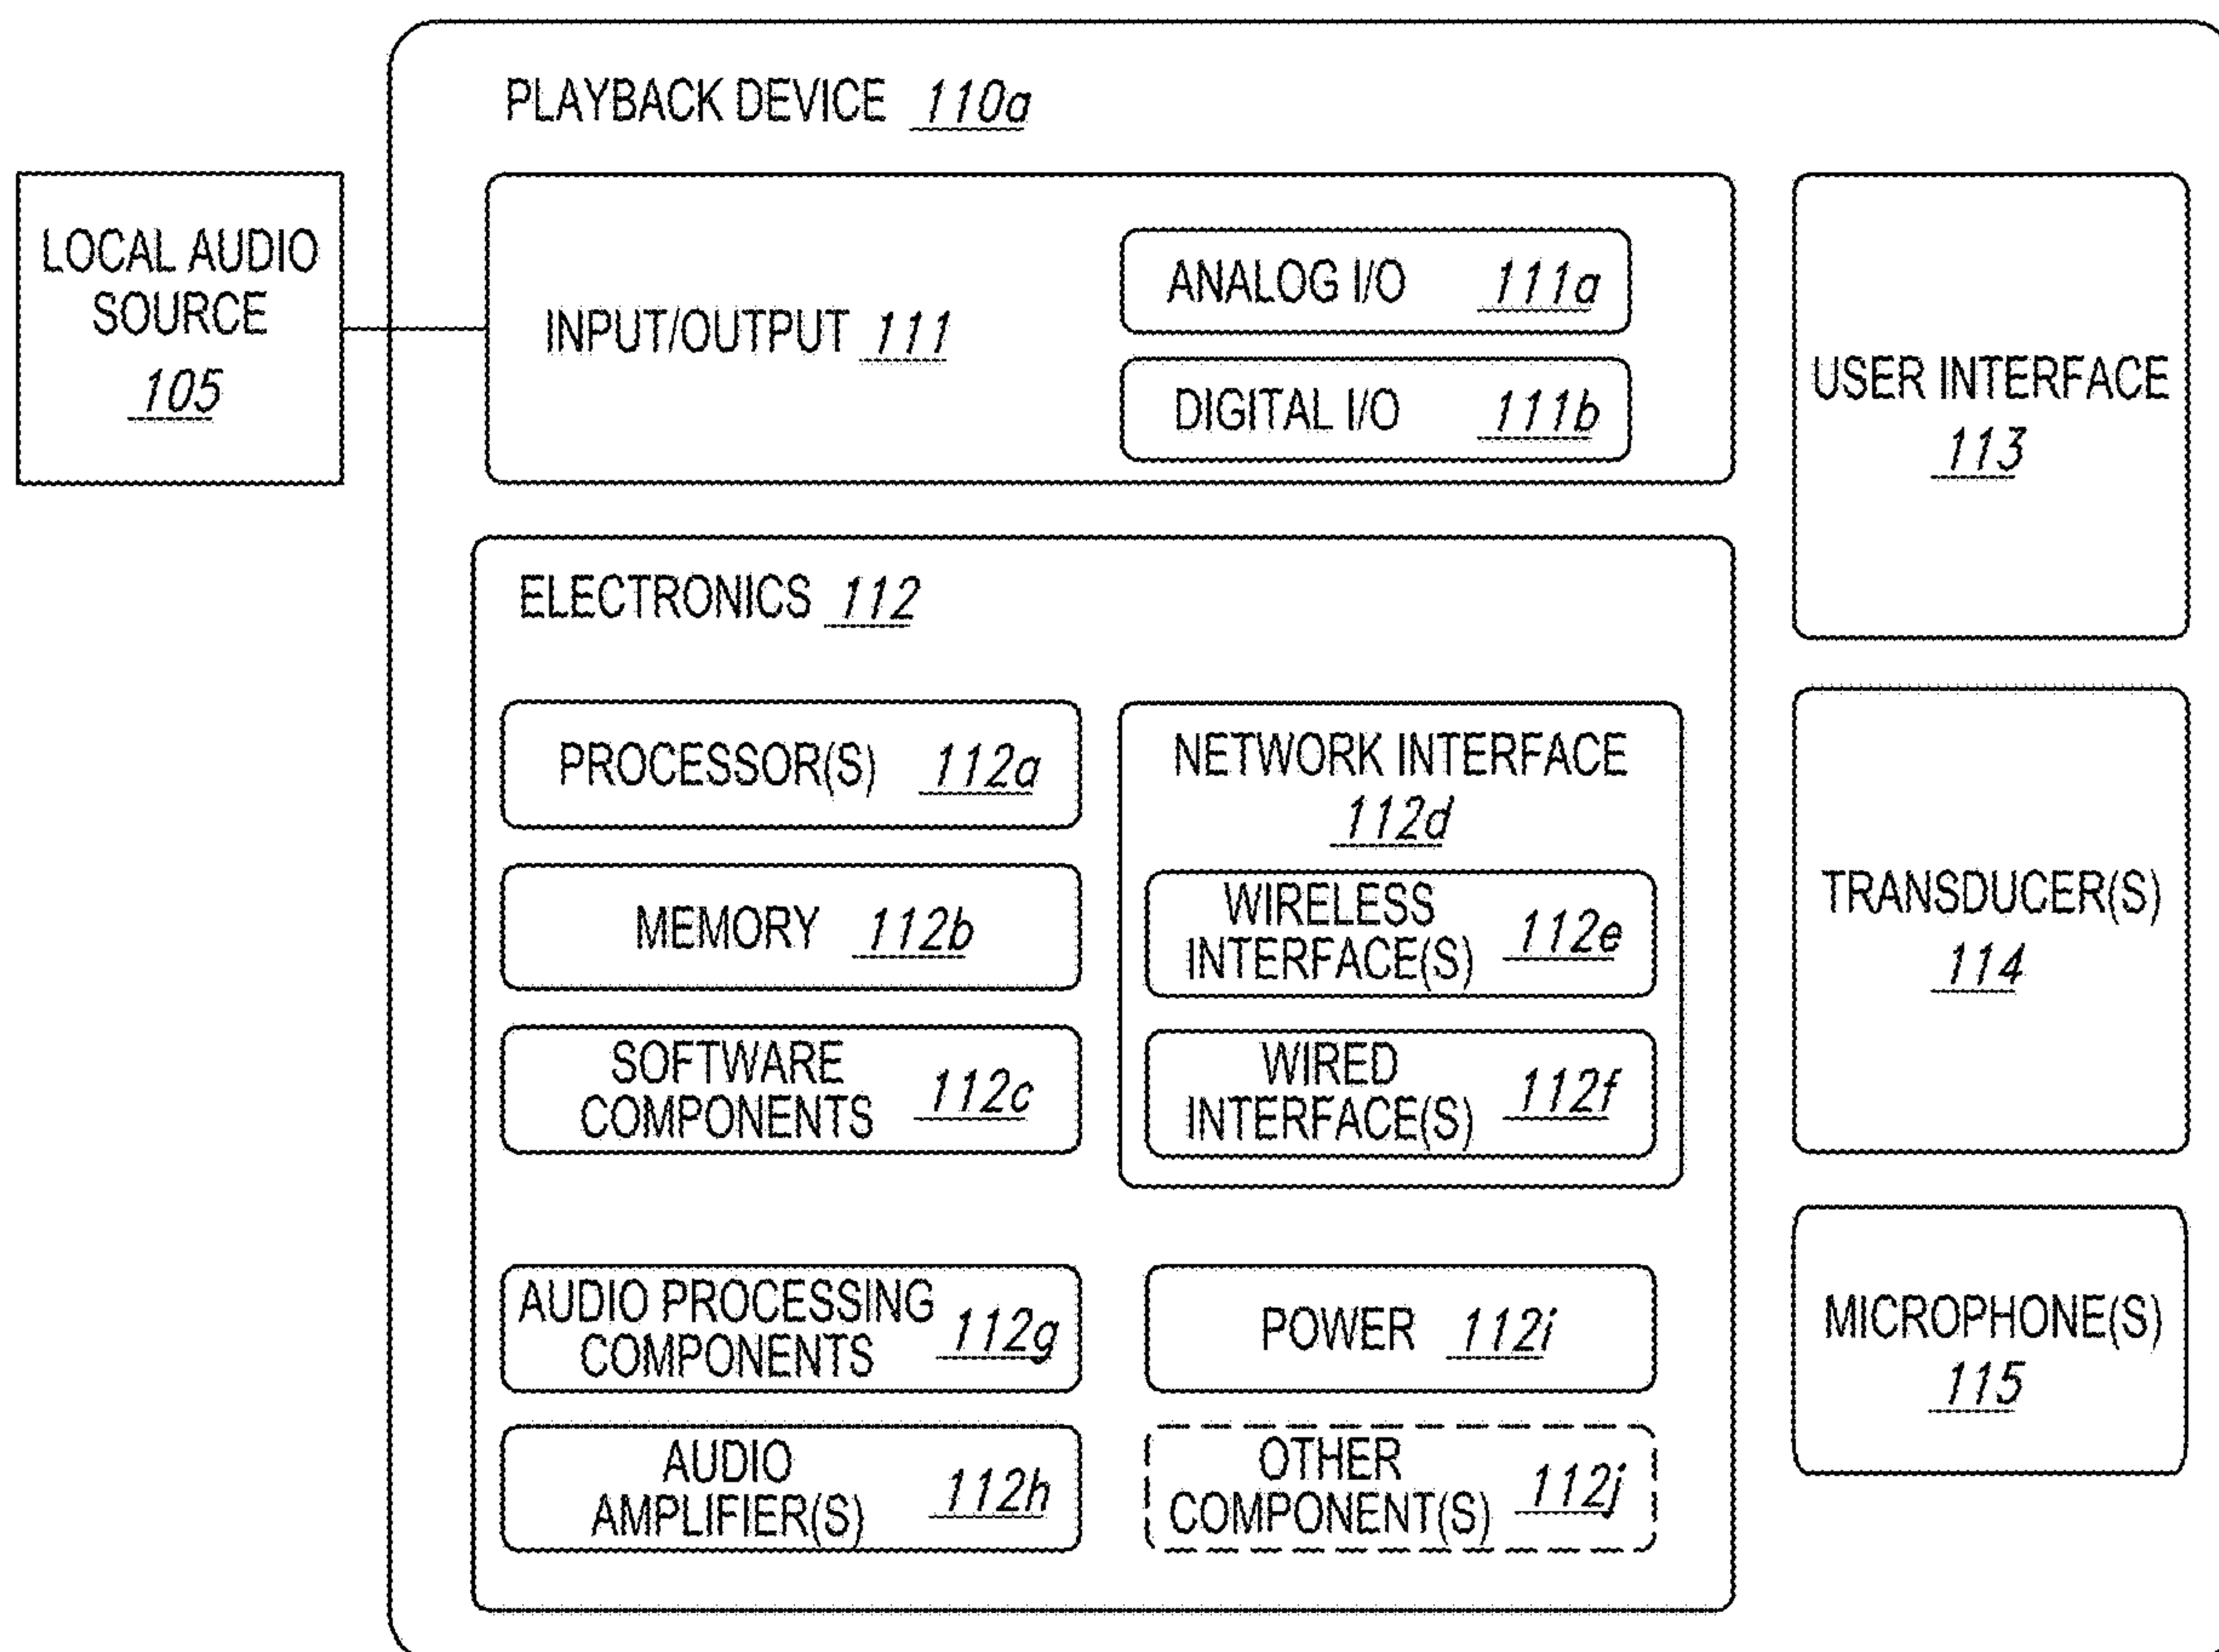 PLAYBACK DEVICE 110a
LOCAL AUDIO
SOURCE
105
INPUT/OUTPUT 111
ANALOG I/O 111a
DIGITAL I/O 111b
USER INTERFACE
113
ELECTRONICS 112
PROCESSOR(S) 112a
MEMORY 112b
SOFTWARE
COMPONENTS 112c
NETWORK INTERFACE
112d
WIRELESS
INTERFACE(S) 112e
WIRED
INTERFACE(S) 112f
TRANSDUCER(S)
114
AUDIO PROCESSING
COMPONENTS 112g
POWER 112i
AUDIO
AMPLIFIER(S) 112h
OTHER
COMPONENT(S) 112j
MICROPHONE(S)
115